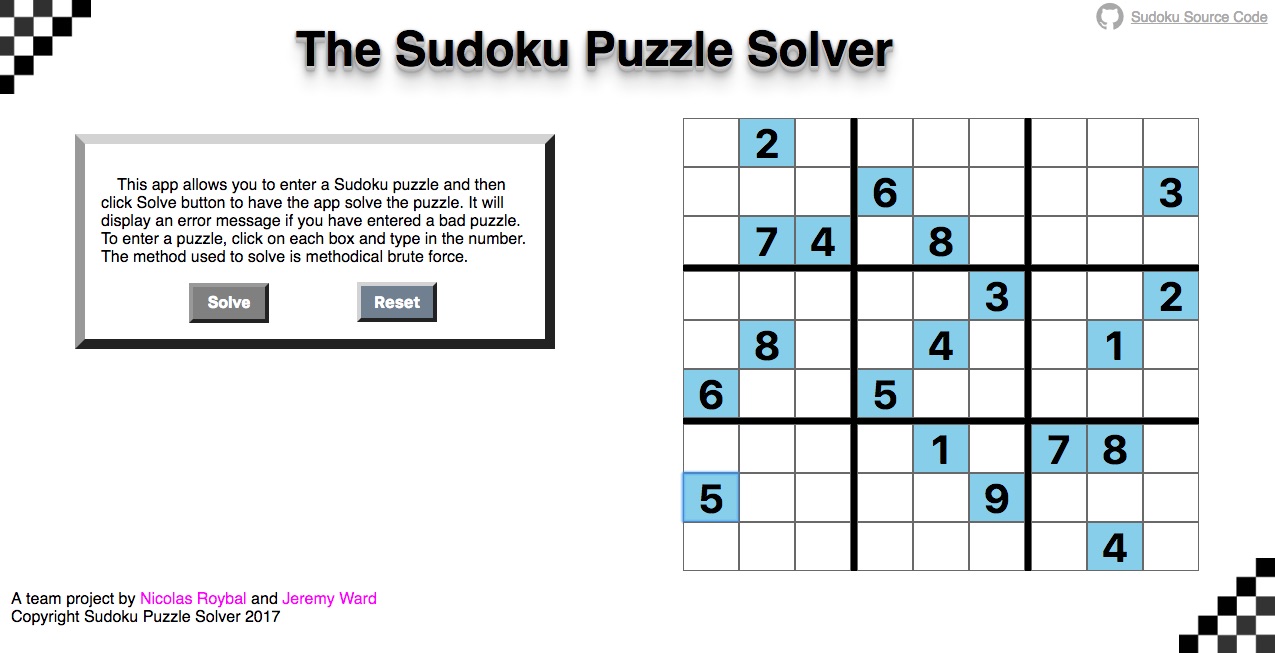 Sudoku Source Code
The Sudoku Puzzle Solver
This app allows you to enter a Sudoku puzzle and then
click Solve button to have the app solve the puzzle. It will
display an error message if you have entered a bad puzzle.
To enter a puzzle, click on each box and type in the number.
The method used to solve is methodical brute force.
Solve Reset
2
6 3
7 4 8
3 2
8 4 1
6 5
1 7 8
5 9
4
A team project by Nicolas Roybal and Jeremy Ward
Copyright Sudoku Puzzle Solver 2017